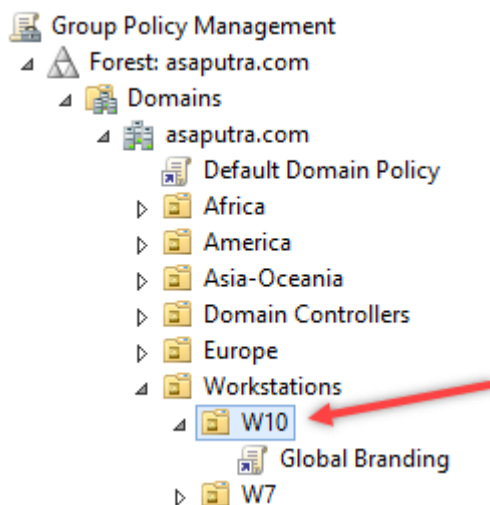 Group Policy Management
Forest: asaputra.com
Domains
asaputra.com
Default Domain Policy
Africa
America
Asia-Oceania
Domain Controllers
Europe
Workstations
W10
Global Branding
W7